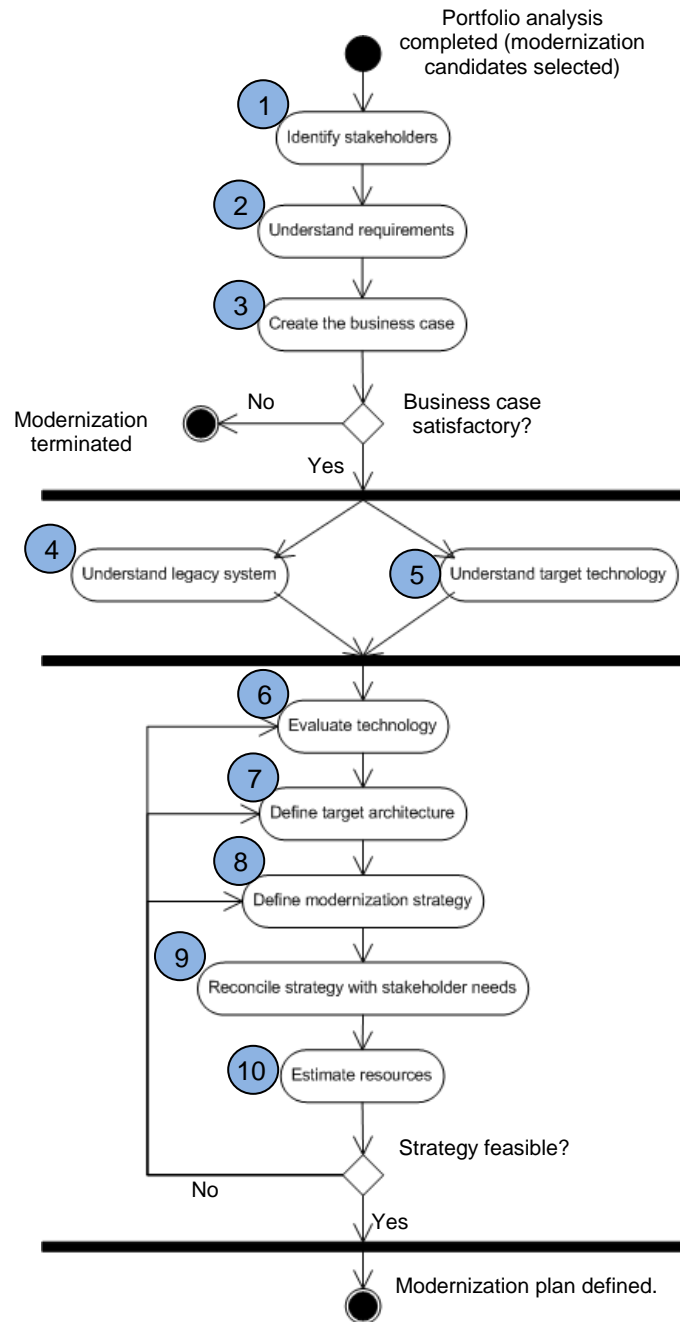 Portfolio analysis
completed (modernization
candidates selected)
1
Identify stakeholders
2
Understand requirements
3
Create the business case
No
Business case
satisfactory?
Modernization
terminated
Yes
4
Understand legacy system
5
Understand target technology
6
Evaluate technology
7
Define target architecture
8
Define modernization strategy
9
Reconcile strategy with stakeholder needs
10
Estimate resources
Strategy feasible?
No
Yes
Modernization plan defined.